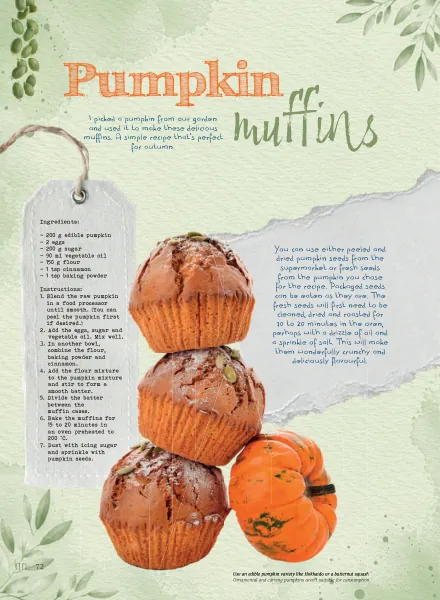 Pumpkin
muffins
I picked a pumpkin from our garden
and used it to make these delicious
muffins. A simple recipe that's perfect
for autumn.
Ingredients:
- 200 g edible pumpkin
- 2 eggs
- 200 g sugar
- 90 ml vegetable oil
- 150 g flour
- 1 tsp cinnamon
- 1 tsp baking powder
Instructions:
1. Blend the raw pumpkin
in a food processor
until smooth. (You can
peel the pumpkin first
if desired.)
2. Add the eggs, sugar and
vegetable oil. Mix well.
3. In another bowl,
combine the flour,
baking powder and
cinnamon.
4. Add the flour mixture
to the pumpkin mixture
and stir to form a
smooth batter.
5. Divide the batter
between the
muffin cases.
6. Bake the muffins for
15 to 20 minutes in
an oven preheated to
200 °C.
7. Dust with icing sugar
and sprinkle with
pumpkin seeds.
You can use either peeled and
dried pumpkin seeds from the
supermarket or fresh seeds
from the pumpkin you chose
for the recipe. Packaged seeds
can be eaten as they are. The
fresh seeds will first need to be
cleaned, dried and roasted for
10 to 20 minutes in the oven,
perhaps with a drizzle of oil and
a sprinkle of salt. This will make
them wonderfully crunchy and
deliciously flavourful.
72
Use an edible pumpkin variety like Hokkaido or a butternut squash
Ornamental and carving pumpkins aren't suitable for consumption